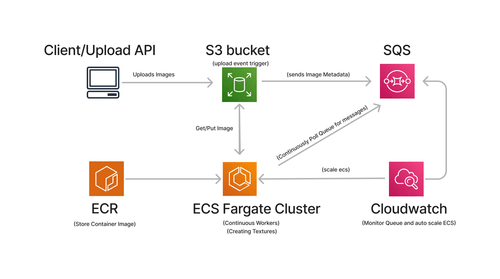 Client/Upload API
S3 bucket
SQS
(upload event trigger)
Uploads Images
(sends Image Metadata)
Get/Put Image
(Continuously Poll Queue for messages)
(scale ecs)
ECR
ECS Fargate Cluster
Cloudwatch
(Store Container Image)
(Continuous Workers)
(Monitor Queue and auto scale ECS)
(Creating Textures)